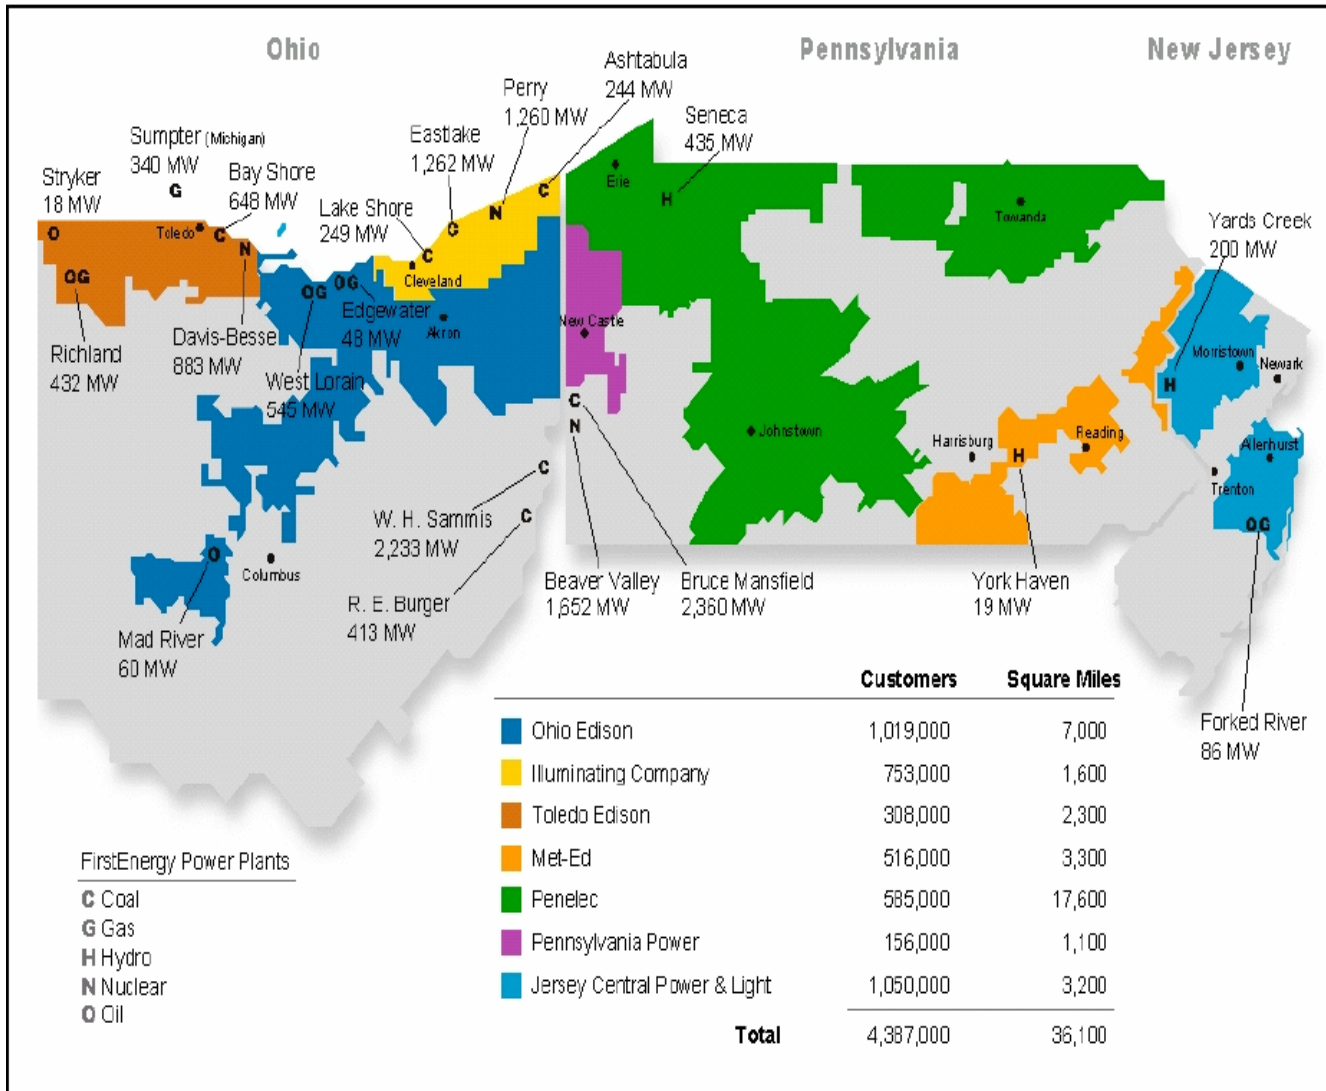 Ohio
Pennsylvania
New Jersey
Ashtabula
244 MW
Perry
1,260 MW
Seneca
435 MW
Eastlake
1,262 MW
Sumpter (Michigan)
340 MW
G
Bay Shore
648 MW
Stryker
18 MW
Lake Shore
249 MW
Yards Creek
200 MW
Erie
H
C
N
C
C
Towanda
O
Toledo
C
N
OG
Cleveland
OG
OG
New Castle
Edgewater
48 MW
Akron
Davis-Besse
883 MW
Richland
432 MW
West Lorain
545 MW
Morristown
Newark
H
C
N
Johnstown
Harrisburg
H
Reading
Allenhurst
Trenton
OG
C
C
W. H. Sammis
2,233 MW
O
Columbus
R. E. Burger
413 MW
Beaver Valley
1,652 MW
Bruce Mansfield
2,360 MW
York Haven
19 MW
Mad River
60 MW
Forked River
86 MW
Customers Square Miles
Ohio Edison 1,019,000 7,000
Illuminating Company 753,000 1,600
Toledo Edison 308,000 2,300
Met-Ed 516,000 3,300
Penelec 585,000 17,600
Pennsylvania Power 156,000 1,100
Jersey Central Power & Light 1,050,000 3,200
Total 4,387,000 36,100
FirstEnergy Power Plants
C Coal
G Gas
H Hydro
N Nuclear
O Oil